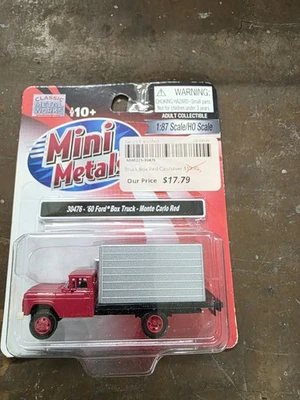 CLASSIC
METAL
WORKS
10+
WARNING:
CHOKING HAZARD-Small parts.
Not for children under 3 years.
ADULT COLLECTIBLE
1:87 Scale/HO Scale
Mini
Metals
Our Price $17.79
30476 - '60 Ford® Box Truck - Monte Carlo Red